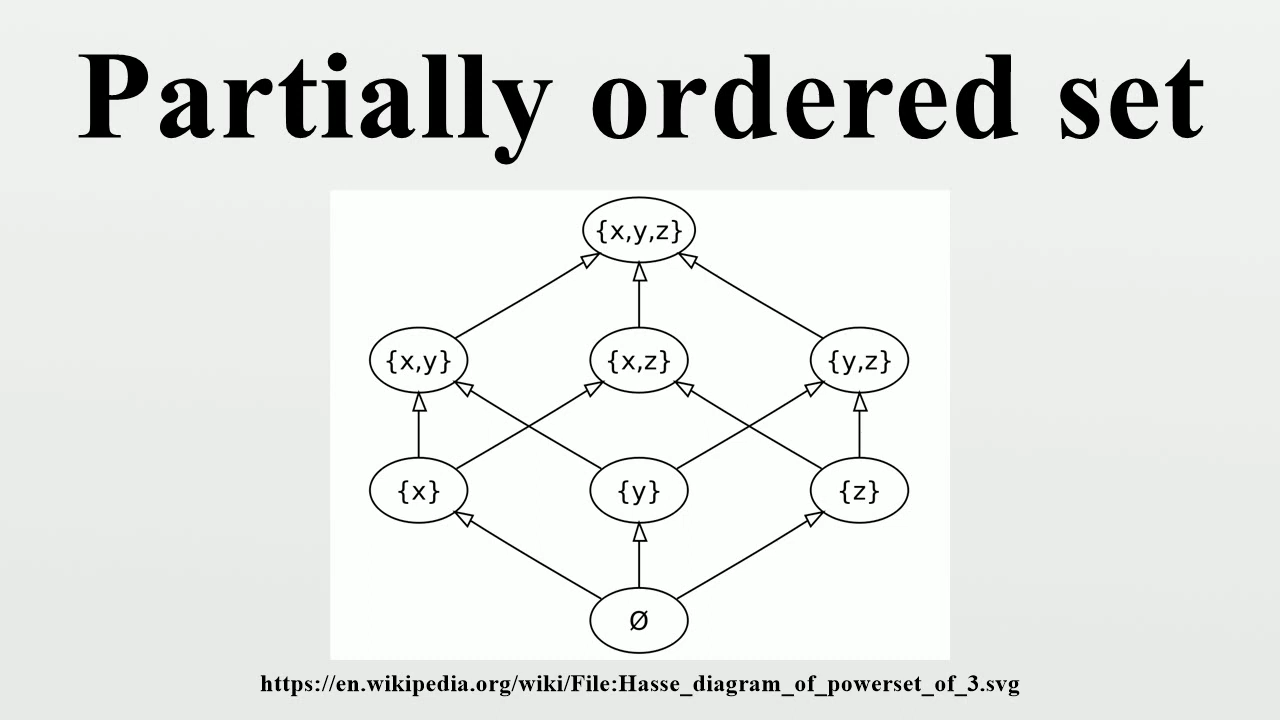 Partially ordered set
{x,y,z}
{x,y} {x,z} {y,z}
{x} {y} {z}
Ø
https://en.wikipedia.org/wiki/File:Hasse_diagram_of_powerset_of_3.svg